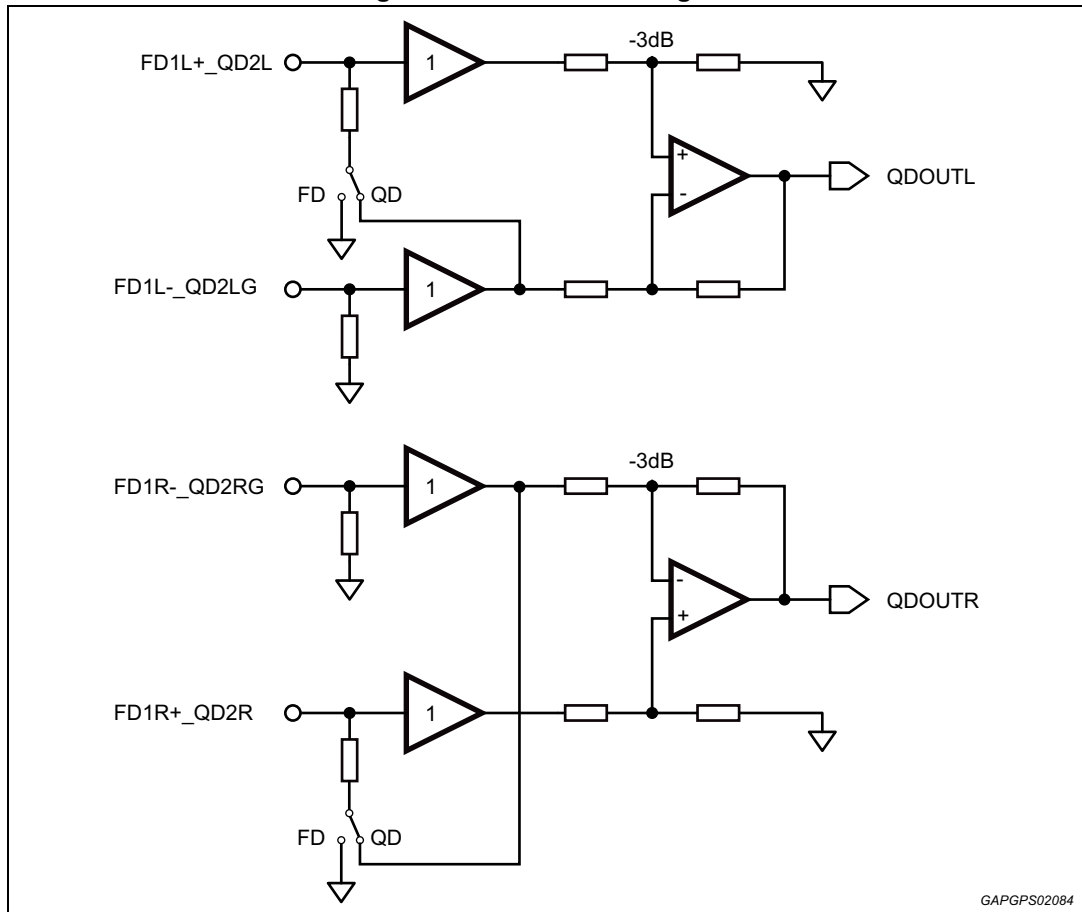 FD1L+_QD2L
1
-3dB
+
-
QDOUTL
FD QD
FD1L-_QD2LG
1
FD1R-_QD2RG
1
-3dB
-
+
QDOUTR
FD1R+_QD2R
1
FD QD
GAPGPS02084